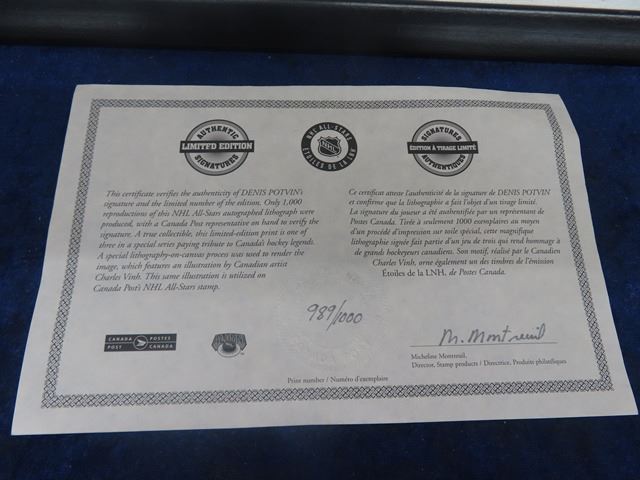 AUTHENTIC
LIMITED EDITION
SIGNATURES
NHL ALL-STARS
NHL
ÉTOILES DE LA LNH
SIGNATURES
ÉDITION À TIRAGE LIMITÉ
AUTHENTIQUES
This certificate verifies the authenticity of DENIS POTVIN's
signature and the limited number of the edition. Only 1,000
reproductions of this NHL All-Stars autographed lithograph were
produced, with a Canada Post representative on hand to verify the
signature. A true collectible, this limited-edition print is one of
three in a special series paying tribute to Canada's hockey legends.
A special lithography-on-canvas process was used to render the
image, which features an illustration by Canadian artist
Charles Vinh. This same illustration is utilized on
Canada Post's NHL All-Stars stamp.
Ce certificat atteste l'authenticité de la signature de DENIS POTVIN
et confirme que la lithographie a fait l'objet d'un tirage limité.
La signature du joueur a été authentifiée par un représentant de
Postes Canada. Tirée à seulement 1000 exemplaires au moyen
d'un procédé d'impression sur toile spécial, cette magnifique
lithographie signée fait partie d'un jeu de trois qui rend hommage à
de grands hockeyeurs canadiens. Son motif, réalisé par le Canadien
Charles Vinh, orne également un des timbres de l'émission
Étoiles de la LNH, de Postes Canada.
989/1000
CANADA POST
POSTES CANADA
M. Montreuil
Micheline Montreuil,
Director, Stamp products / Directrice, Produits philatéliques
Print number / Numéro d'exemplaire